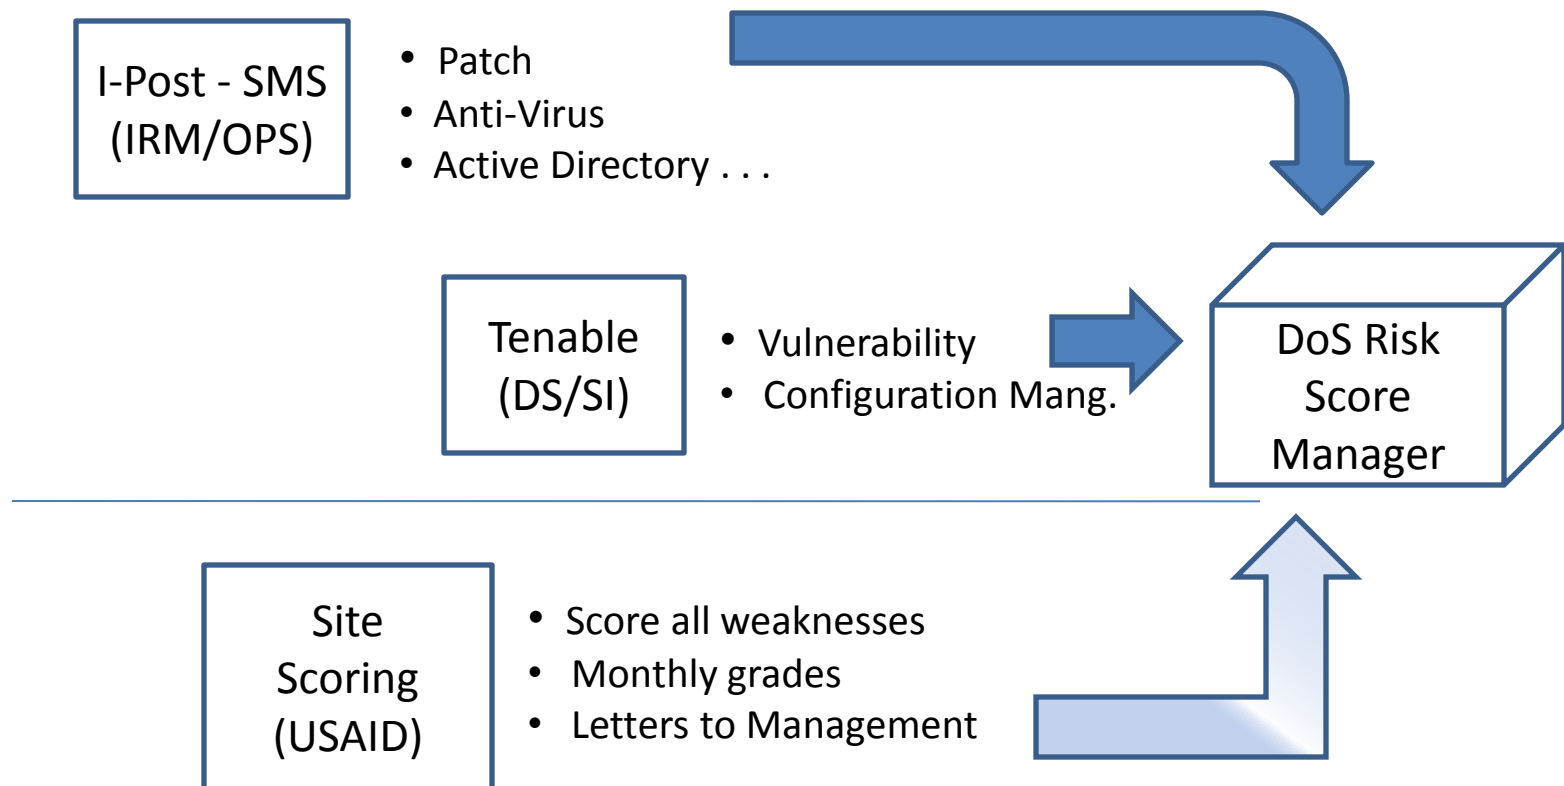 I-Post - SMS
(IRM/OPS)
• Patch
• Anti-Virus
• Active Directory . . .
Tenable
(DS/SI)
• Vulnerability
• Configuration Mang.
DoS Risk
Score
Manager
Site
Scoring
(USAID)
• Score all weaknesses
• Monthly grades
• Letters to Management